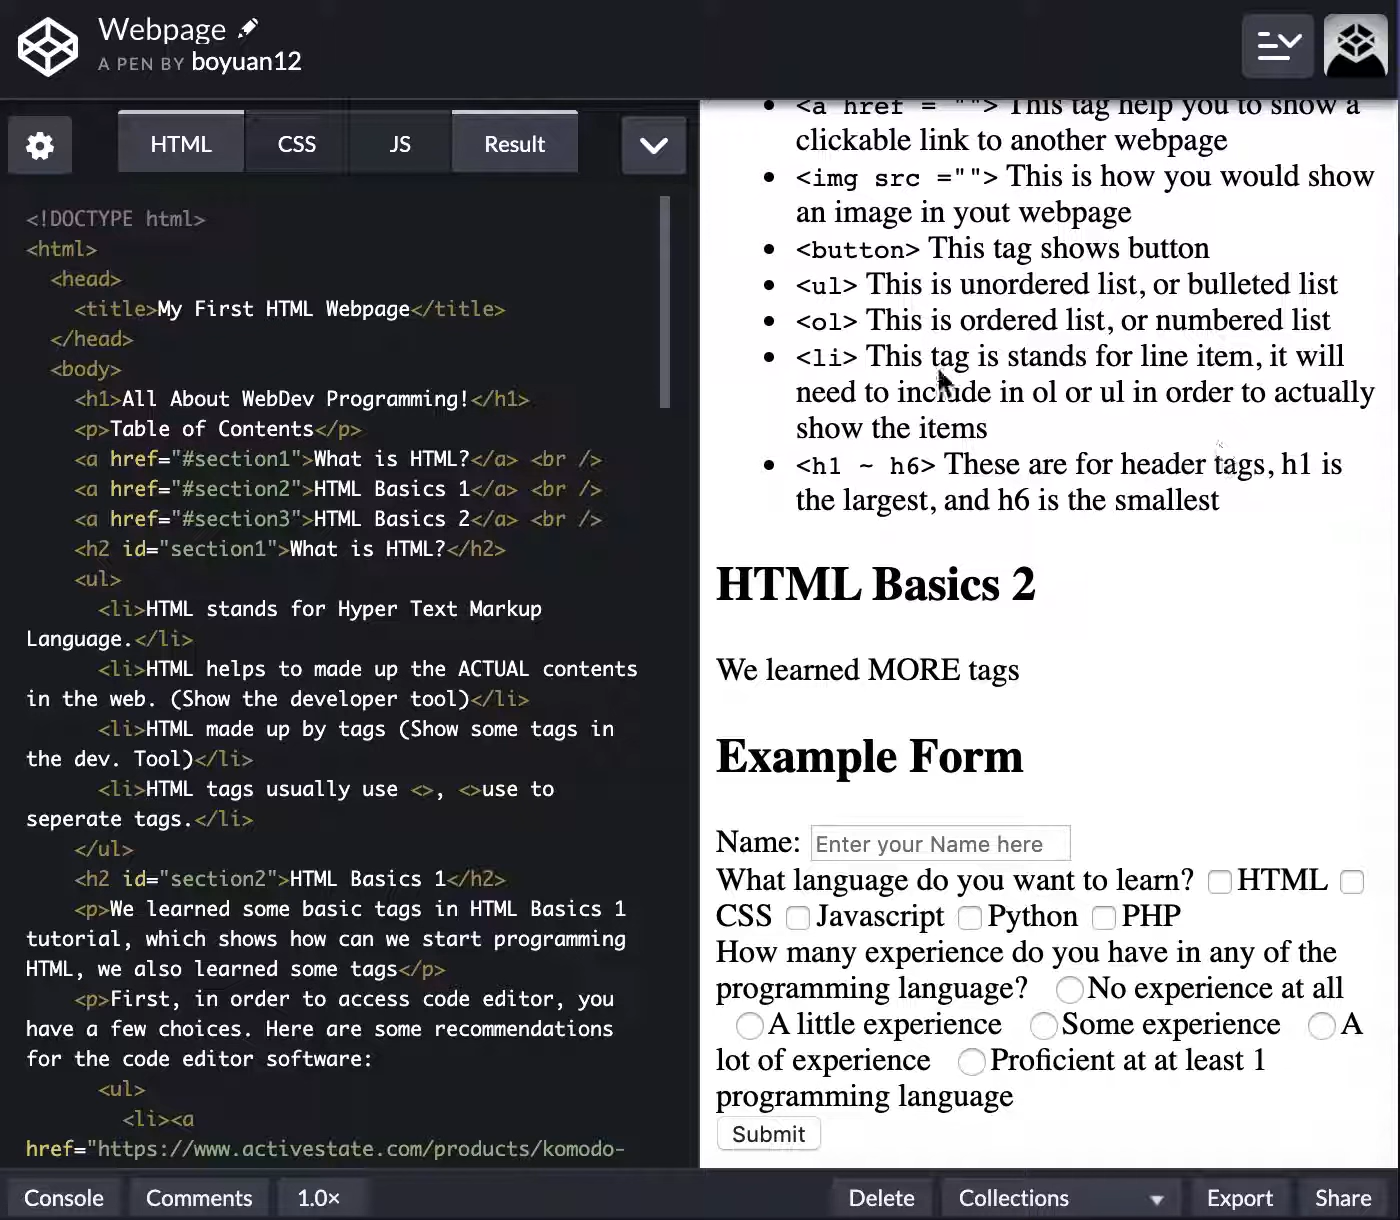 Webpage
A PEN BY boyuan12
HTML CSS JS Result
<!DOCTYPE html>
<html>
<head>
<title>My First HTML Webpage</title>
</head>
<body>
<h1>All About WebDev Programming!</h1>
<p>Table of Contents</p>
<a href="#section1">What is HTML?</a> <br />
<a href="#section2">HTML Basics 1</a> <br />
<a href="#section3">HTML Basics 2</a> <br />
<h2 id="section1">What is HTML?</h2>
<ul>
<li>HTML stands for Hyper Text Markup
Language.</li>
<li>HTML helps to made up the ACTUAL contents
in the web. (Show the developer tool)</li>
<li>HTML made up by tags (Show some tags in
the dev. Tool)</li>
<li>HTML tags usually use <>, <>use to
seperate tags.</li>
</ul>
<h2 id="section2">HTML Basics 1</h2>
<p>We learned some basic tags in HTML Basics 1
tutorial, which shows how can we start programming
HTML, we also learned some tags</p>
<p>First, in order to access code editor, you
have a few choices. Here are some recommendations
for the code editor software:
<ul>
<li><a
href="https://www.activestate.com/products/komodo-
<a href = ""> This tag help you to show a
clickable link to another webpage
<img src =""> This is how you would show
an image in yout webpage
<button> This tag shows button
<ul> This is unordered list, or bulleted list
<ol> This is ordered list, or numbered list
<li> This tag is stands for line item, it will
need to include in ol or ul in order to actually
show the items
<h1 ~ h6> These are for header tags, h1 is
the largest, and h6 is the smallest
HTML Basics 2
We learned MORE tags
Example Form
Name: Enter your Name here
What language do you want to learn? HTML
CSS Javascript Python PHP
How many experience do you have in any of the
programming language? No experience at all
A little experience Some experience A
lot of experience Proficient at at least 1
programming language
Submit
Console Comments 1.0× Delete Collections Export Share